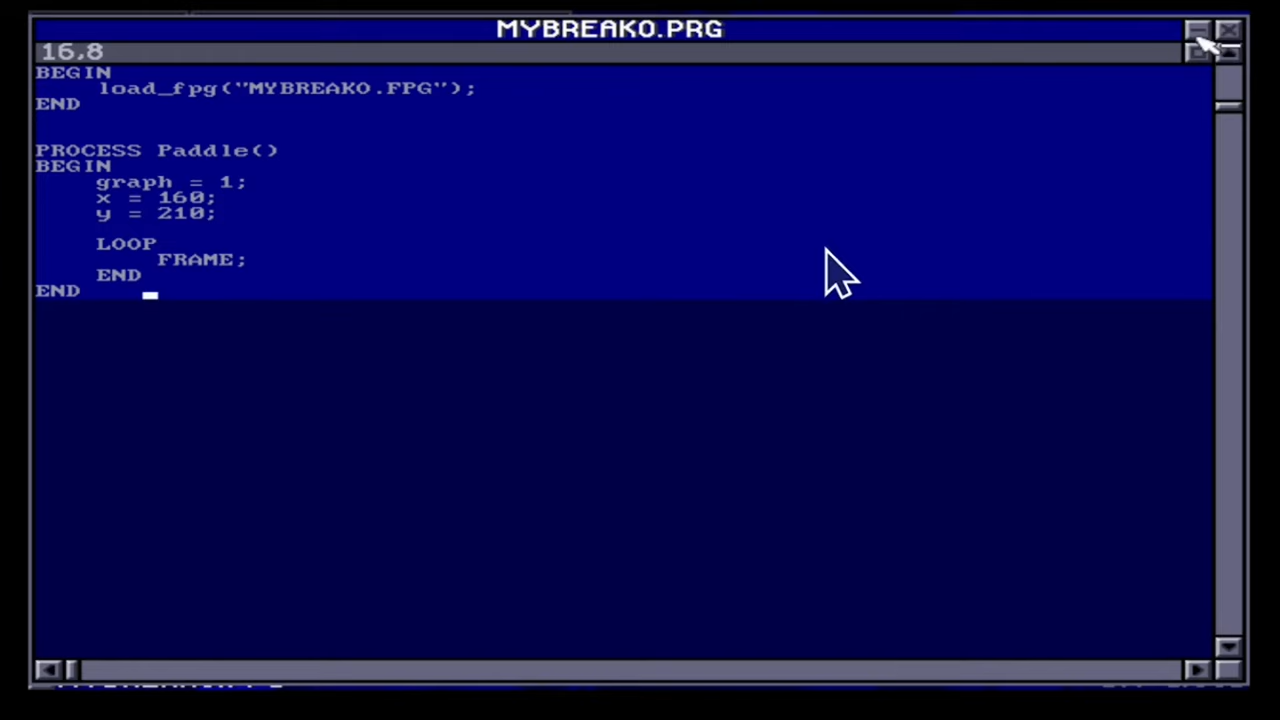 MYBREAKO.PRG
16,8
BEGIN
load_fpg("MYBREAKO.FPG");
END
PROCESS Paddle()
BEGIN
graph = 1;
x = 160;
y = 210;
LOOP
FRAME;
END
END